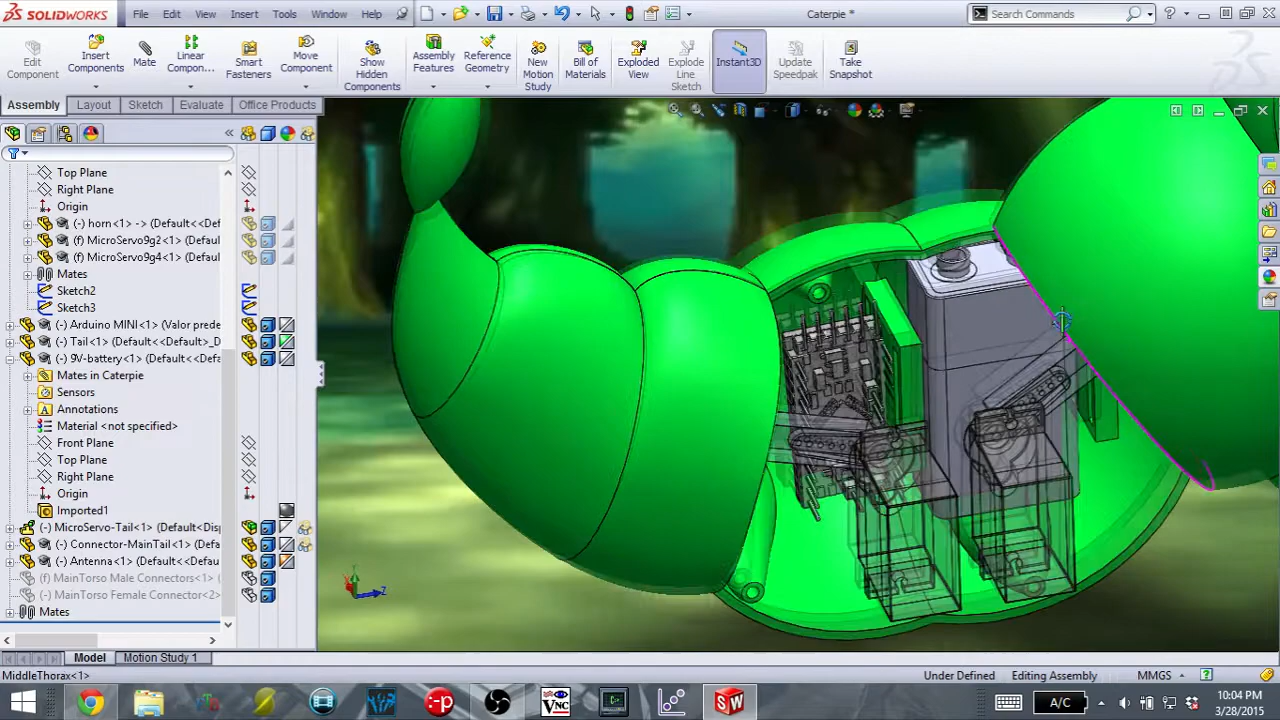 SOLIDWORKS
File Edit View Insert Tools Window Help
Caterpie *
Search Commands
Edit Component
Insert Components
Mate
Linear Compon...
Smart Fasteners
Move Component
Show Hidden Components
Assembly Features
Reference Geometry
New Motion Study
Bill of Materials
Exploded View
Explode Line Sketch
Instant3D
Update Speedpak
Take Snapshot
Assembly Layout Sketch Evaluate Office Products
Top Plane
Right Plane
Origin
(-) horn<1> -> (Default<<Def
(f) MicroServo9g2<1> (Defaul
(f) MicroServo9g4<1> (Defaul
Mates
Sketch2
Sketch3
(-) Arduino MINI<1> (Valor prede
(-) Tail<1> (Default<<Default>_D
(-) 9V-battery<1> (Default<<Defa
Mates in Caterpie
Sensors
Annotations
Material <not specified>
Front Plane
Top Plane
Right Plane
Origin
Imported1
(-) MicroServo-Tail<1> (Default<Disp
(-) Connector-MainTail<1> (Default
(-) Antenna<1> (Default<<Defau
(f) MainTorso Male Connectors<1>
(-) MainTorso Female Connector<2>
Mates
Y
X
Z
Model Motion Study 1
MiddleThorax<1>
Under Defined Editing Assembly MMGS
VNC
SW
A/C
10:04 PM
3/28/2015